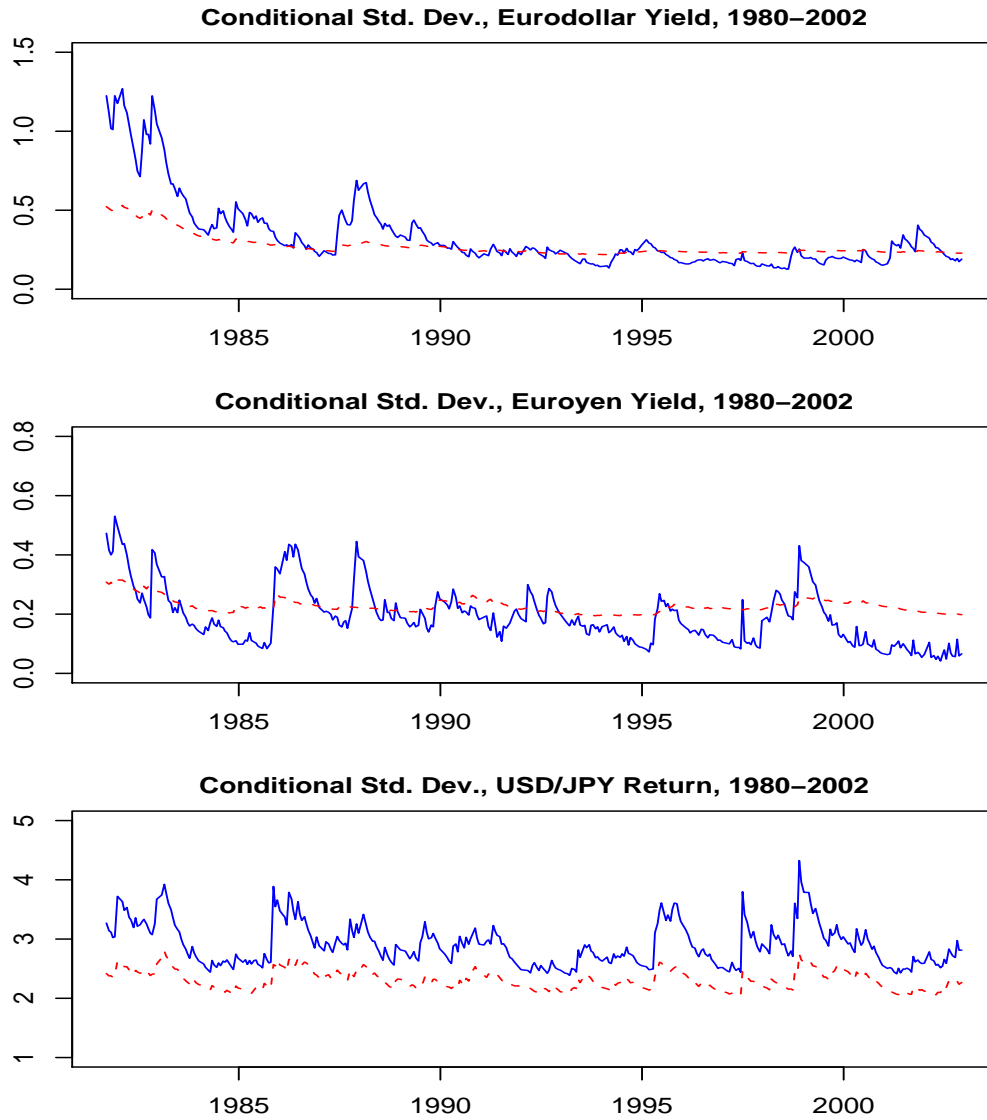 Conditional Std. Dev., Eurodollar Yield, 1980−2002
1.5
1.0
0.5
0.0
1985 1990 1995 2000
Conditional Std. Dev., Euroyen Yield, 1980−2002
0.8
0.6
0.4
0.2
0.0
1985 1990 1995 2000
Conditional Std. Dev., USD/JPY Return, 1980−2002
5
4
3
2
1
1985 1990 1995 2000